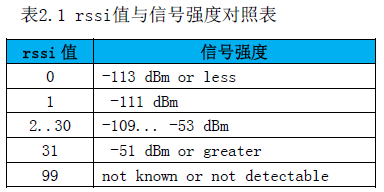 表2.1 rssi值与信号强度对照表
rssi 值 信号强度
0 -113 dBm or less
1 -111 dBm
2..30 -109... -53 dBm
31 -51 dBm or greater
99 not known or not detectable